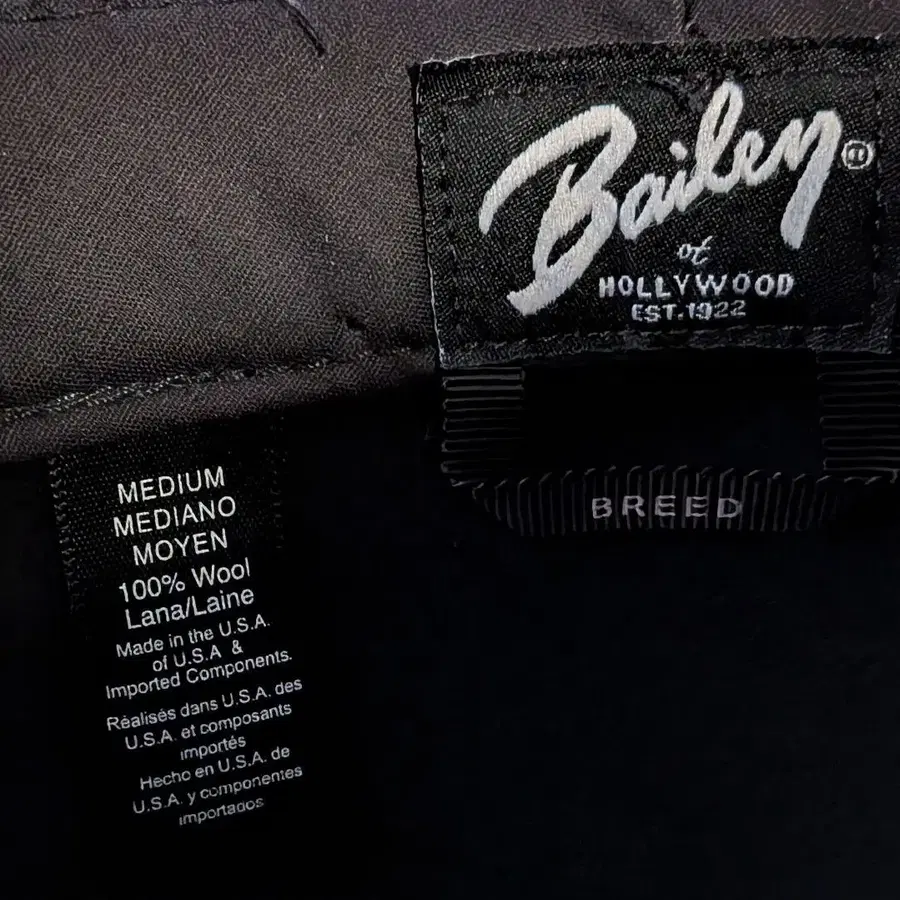 Bailey®
of
HOLLYWOOD
EST.1922
BREED
MEDIUM
MEDIANO
MOYEN
100% Wool
Lana/Laine
Made in the U.S.A.
of U.S.A &
Imported Components.
Réalisés dans U.S.A. des
U.S.A. et composants
importés
Hecho en U.S.A. de
U.S.A. y componentes
importados